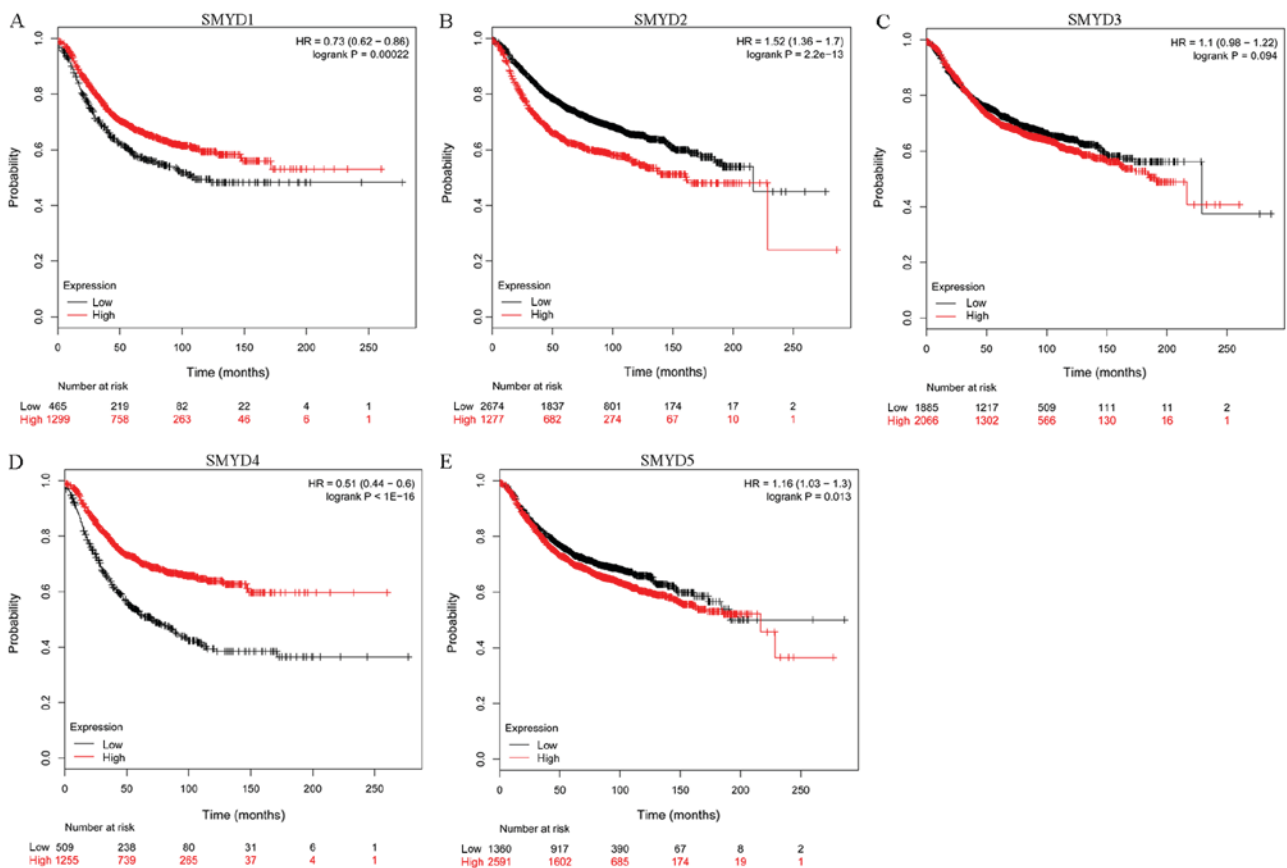 A
SMYD1
HR = 0.73 (0.62 − 0.86)
logrank P = 0.00022
Probability
1.0
0.8
0.6
0.4
0.2
0.0
Expression
Low
High
0 50 100 150 200 250
Time (months)
Number at risk
Low 465 219 82 22 4 1
High 1299 758 263 46 6 1
B
SMYD2
HR = 1.52 (1.36 − 1.7)
logrank P = 2.2e−13
Probability
1.0
0.8
0.6
0.4
0.2
0.0
Expression
Low
High
0 50 100 150 200 250
Time (months)
Number at risk
Low 2674 1837 801 174 17 2
High 1277 682 274 67 10 1
C
SMYD3
HR = 1.1 (0.98 − 1.22)
logrank P = 0.094
Probability
1.0
0.8
0.6
0.4
0.2
0.0
Expression
Low
High
0 50 100 150 200 250
Time (months)
Number at risk
Low 1885 1217 509 111 11 2
High 2066 1302 566 130 16 1
D
SMYD4
HR = 0.51 (0.44 − 0.6)
logrank P < 1E−16
Probability
1.0
0.8
0.6
0.4
0.2
0.0
Expression
Low
High
0 50 100 150 200 250
Time (months)
Number at risk
Low 509 238 80 31 6 1
High 1255 739 265 37 4 1
E
SMYD5
HR = 1.16 (1.03 − 1.3)
logrank P = 0.013
Probability
1.0
0.8
0.6
0.4
0.2
0.0
Expression
Low
High
0 50 100 150 200 250
Time (months)
Number at risk
Low 1360 917 390 67 8 2
High 2591 1602 685 174 19 1